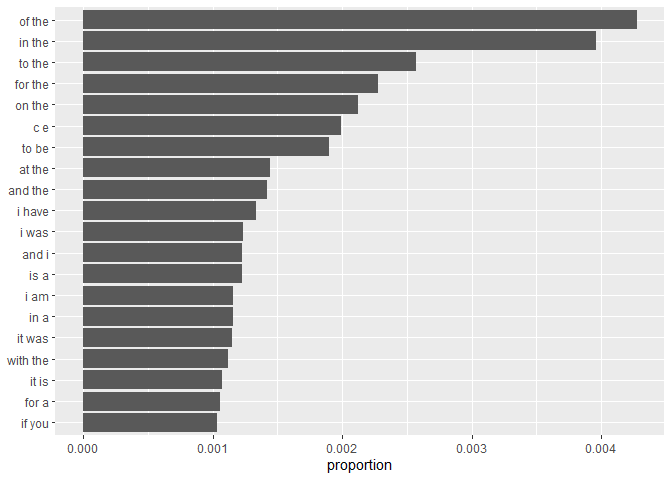 of the
in the
to the
for the
on the
c e
to be
at the
and the
i have
i was
and i
is a
i am
in a
it was
with the
it is
for a
if you
0.000 0.001 0.002 0.003 0.004
proportion